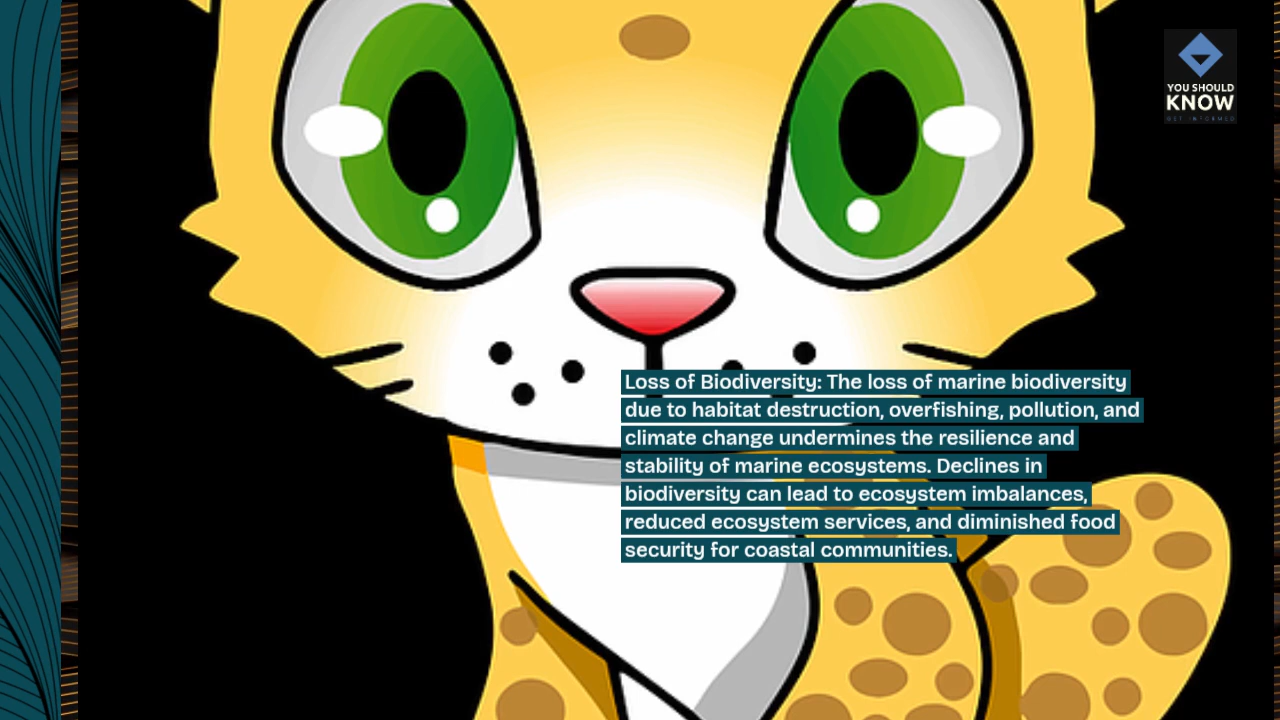 YOU SHOULD
KNOW
GET INFORMED
Loss of Biodiversity: The loss of marine biodiversity
due to habitat destruction, overfishing, pollution, and
climate change undermines the resilience and
stability of marine ecosystems. Declines in
biodiversity can lead to ecosystem imbalances,
reduced ecosystem services, and diminished food
security for coastal communities.